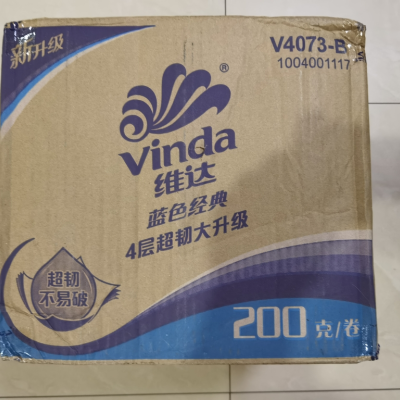 新升级
V4073-B
1004001117
®
Vinda
维达
蓝色经典
4层超韧大升级
超韧
不易破
200克/卷